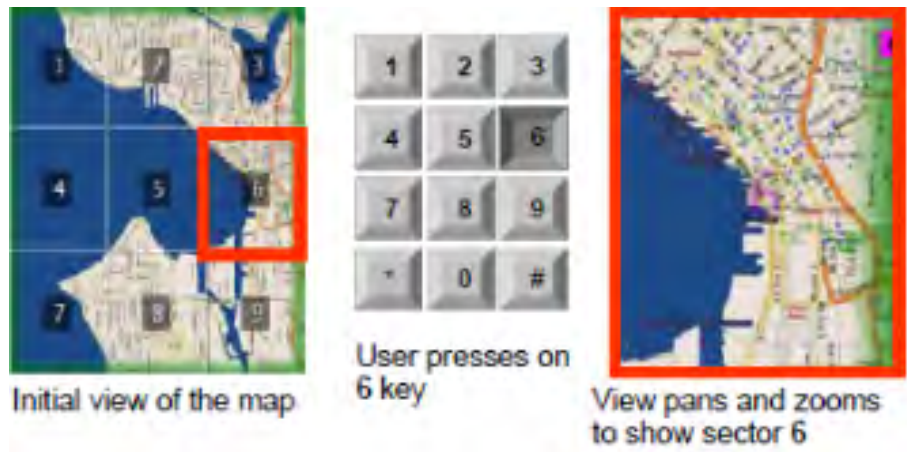 1 2 3
4 5 6
7 8 9
1 2 3
4 5 6
7 8 9
* 0 #
Initial view of the map
User presses on
6 key
View pans and zooms
to show sector 6